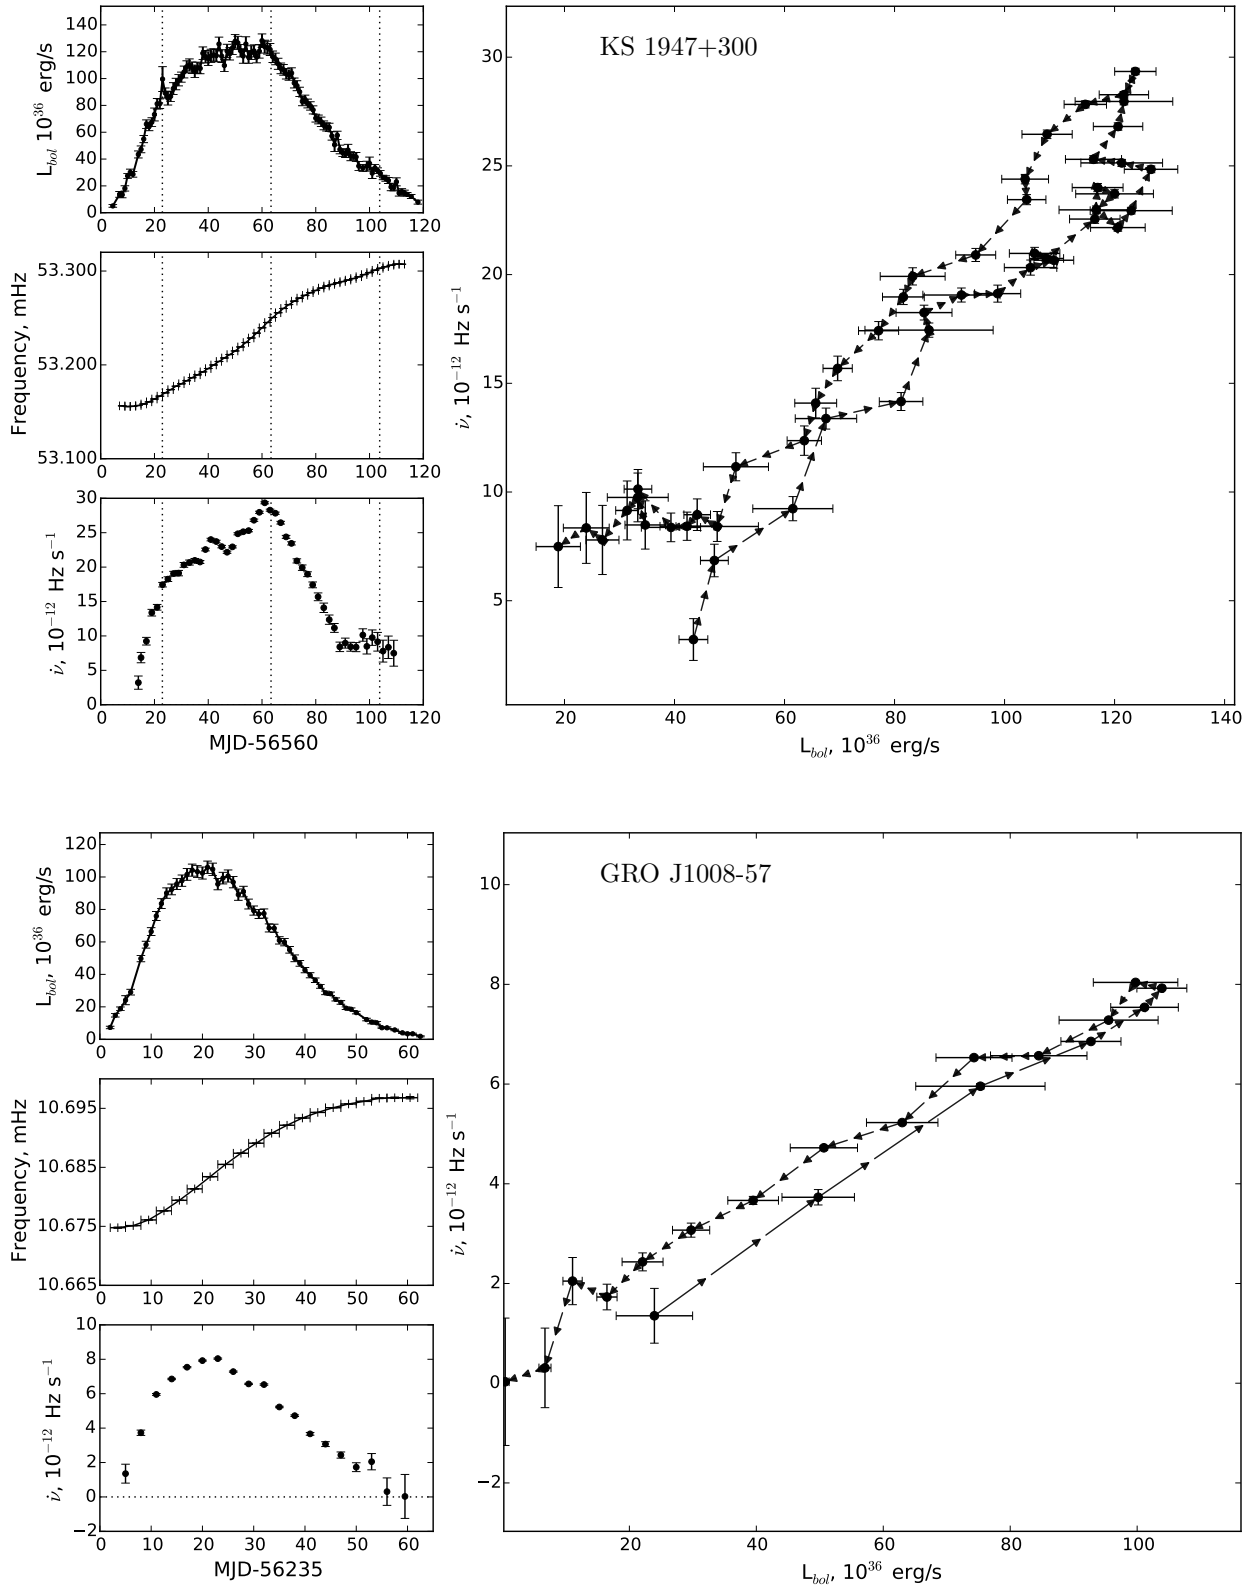 140
120
100
80
60
40
20
0
L_bol 10^36 erg/s
0 20 40 60 80 100 120
53.300
53.200
53.100
Frequency, mHz
0 20 40 60 80 100 120
30
25
20
15
10
5
0
ν̇, 10^−12 Hz s^−1
0 20 40 60 80 100 120
MJD-56560
KS 1947+300
30
25
20
15
10
5
ν̇, 10^−12 Hz s^−1
20 40 60 80 100 120 140
L_bol, 10^36 erg/s
120
100
80
60
40
20
0
L_bol, 10^36 erg/s
0 10 20 30 40 50 60
10.695
10.685
10.675
10.665
Frequency, mHz
0 10 20 30 40 50 60
10
8
6
4
2
0
−2
ν̇, 10^−12 Hz s^−1
0 10 20 30 40 50 60
MJD-56235
GRO J1008-57
10
8
6
4
2
0
−2
ν̇, 10^−12 Hz s^−1
20 40 60 80 100
L_bol, 10^36 erg/s